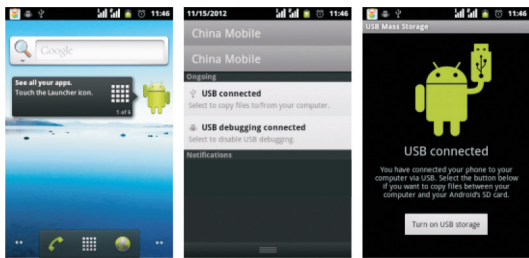 11:46
Google
See all your apps.
Touch the Launcher icon.
1 of 6
11/15/2012 11:46
China Mobile
China Mobile
Ongoing
USB connected
Select to copy files to/from your computer.
USB debugging connected
Select to disable USB debugging.
Notifications
11:46
USB Mass Storage
USB connected
You have connected your phone to your
computer via USB. Select the button below
if you want to copy files between your
computer and your Android's SD card.
Turn on USB storage